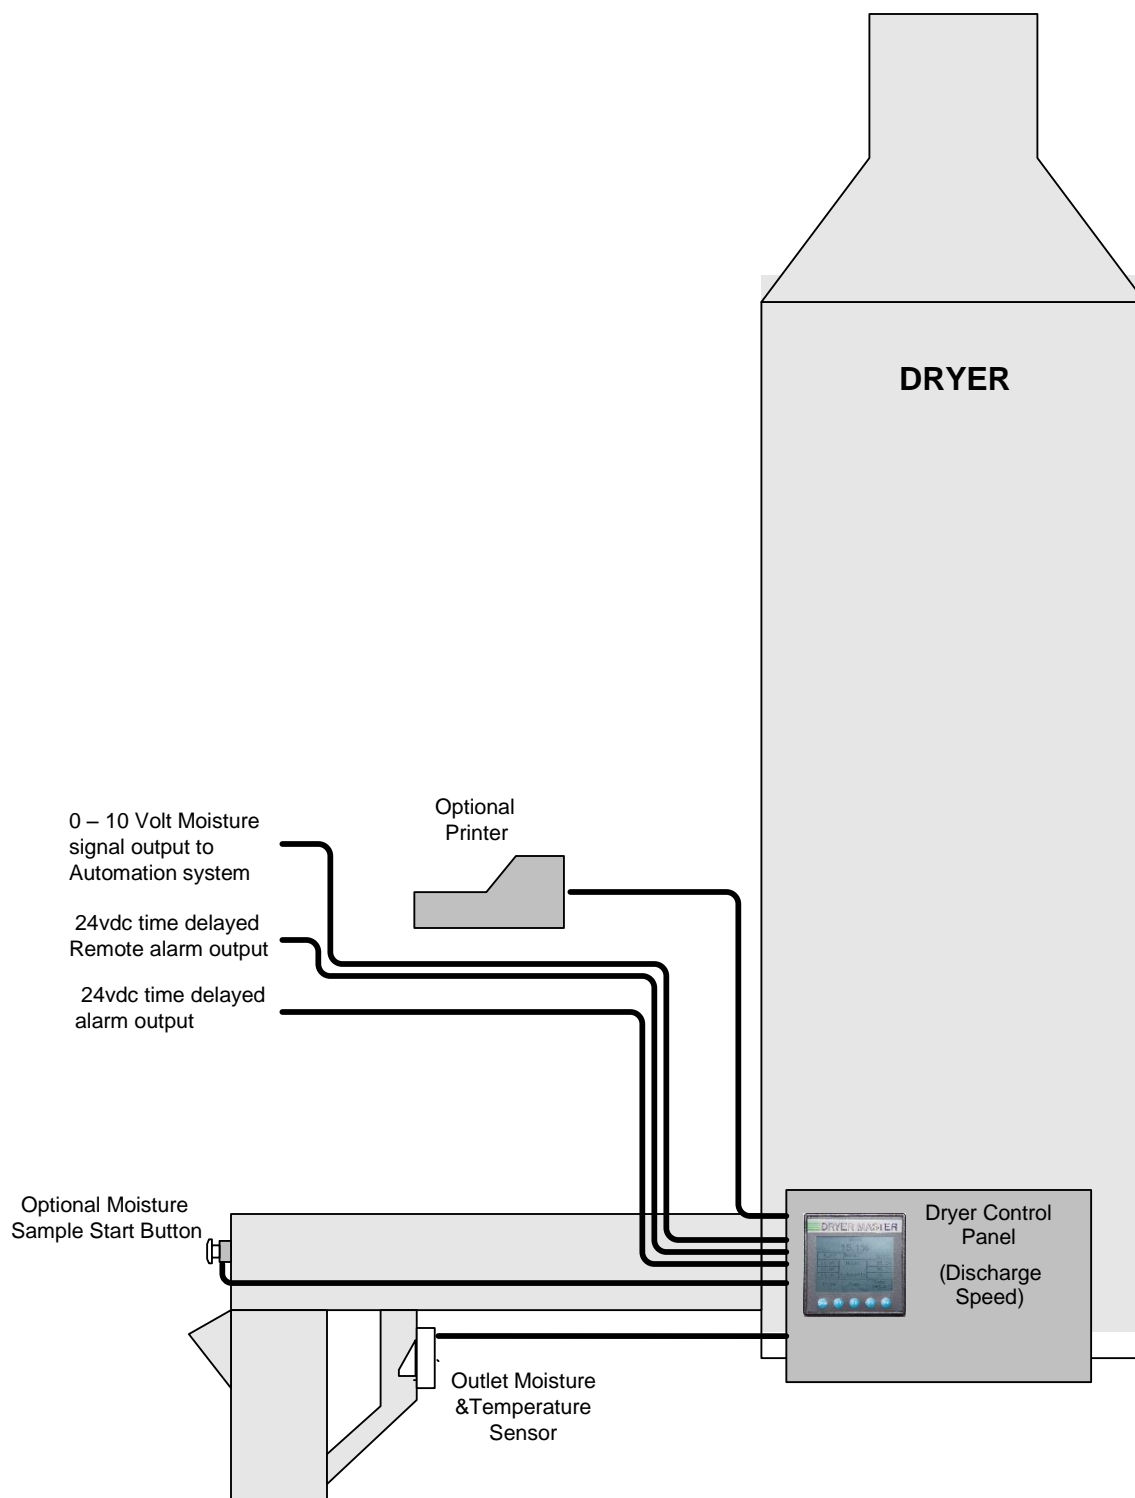 DRYER
Optional
Printer
0 – 10 Volt Moisture
signal output to
Automation system
24vdc time delayed
Remote alarm output
24vdc time delayed
alarm output
Optional Moisture
Sample Start Button
DRYER MASTER
15.1%
Dryer Control
Panel
(Discharge
Speed)
Outlet Moisture
&Temperature
Sensor